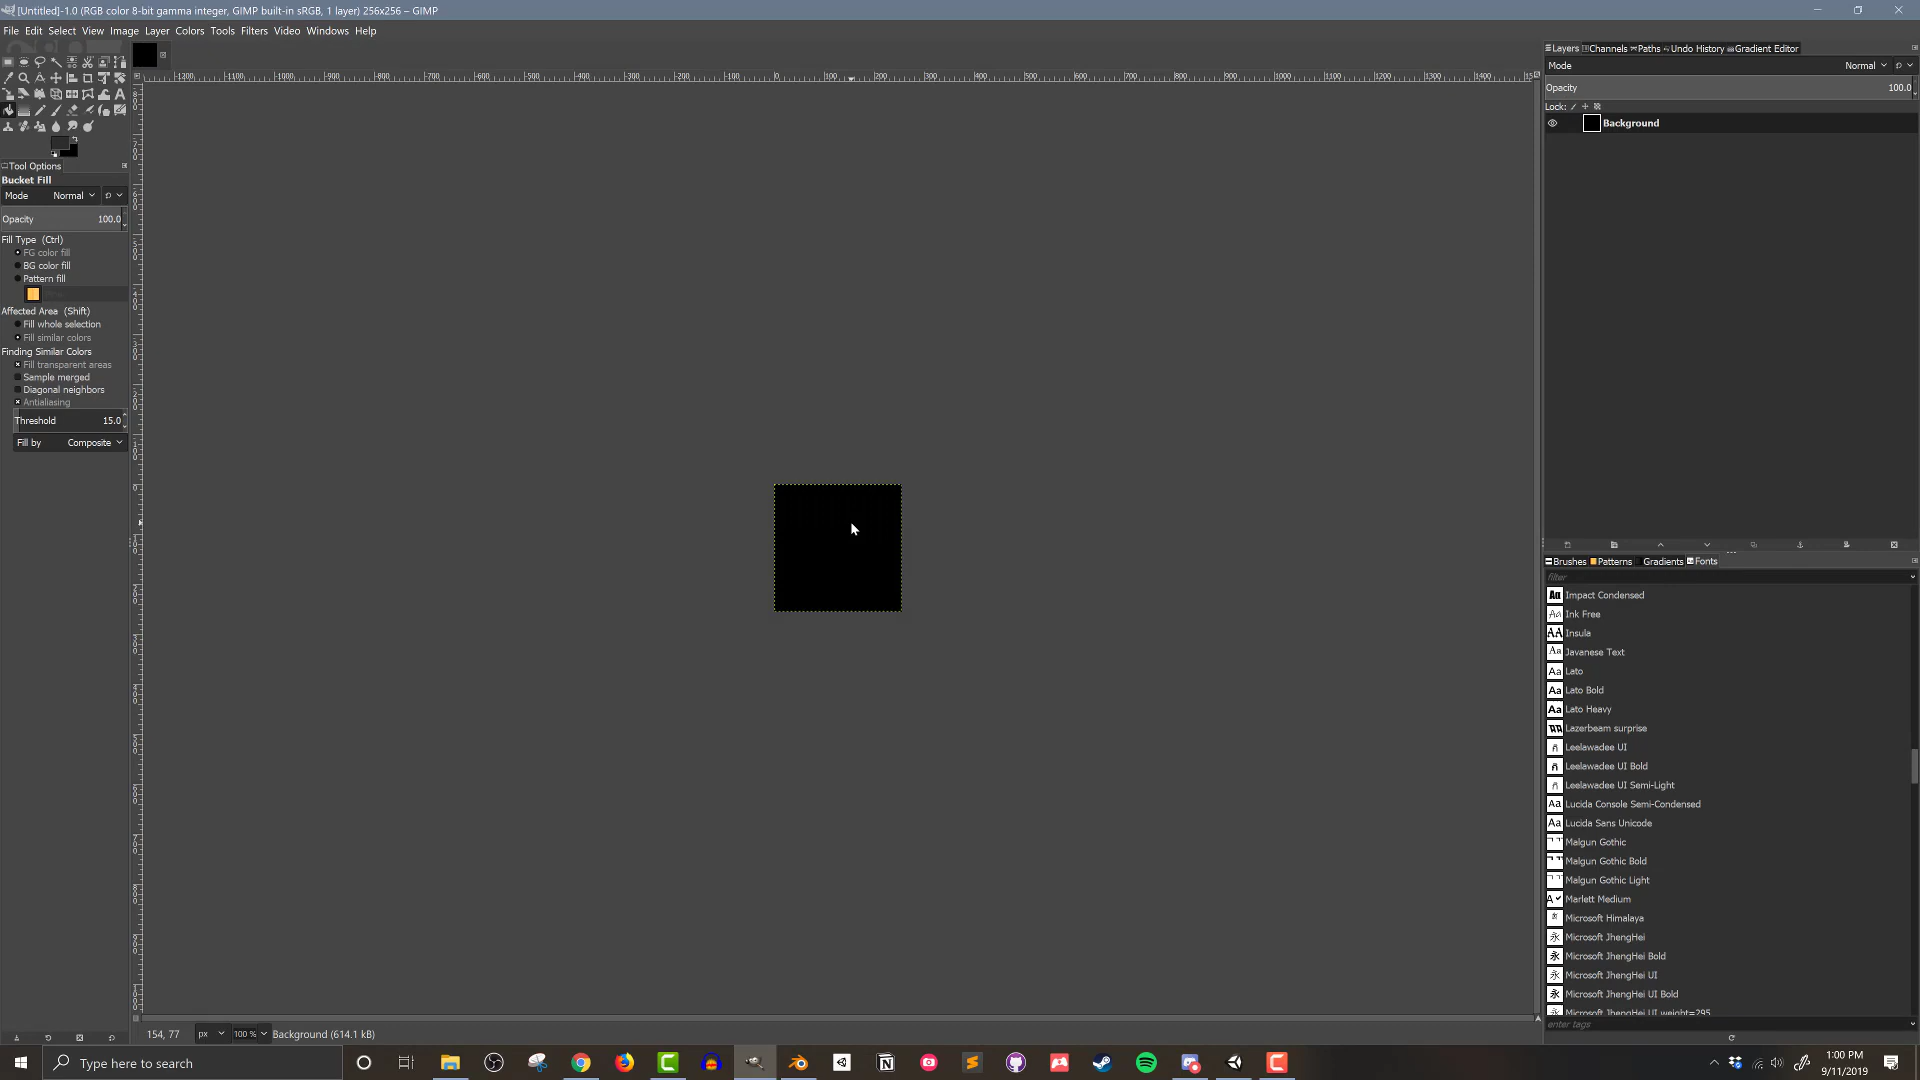 [Untitled]-1.0 (RGB color 8-bit gamma integer, GIMP built-in sRGB, 1 layer) 256x256 – GIMP
File Edit Select View Image Layer Colors Tools Filters Video Windows Help
Layers Channels Paths Undo History Gradient Editor
Mode Normal
Opacity 100.0
Lock:
Background
Tool Options
Bucket Fill
Mode Normal
Opacity 100.0
Fill Type (Ctrl)
FG color fill
BG color fill
Pattern fill
Affected Area (Shift)
Fill whole selection
Fill similar colors
Finding Similar Colors
Fill transparent areas
Sample merged
Diagonal neighbors
Antialiasing
Threshold 15.0
Fill by Composite
Brushes Patterns Gradients Fonts
filter
Impact Condensed
Ink Free
Insula
Javanese Text
Lato
Lato Bold
Lato Heavy
Lazerbeam surprise
Leelawadee UI
Leelawadee UI Bold
Leelawadee UI Semi-Light
Lucida Console Semi-Condensed
Lucida Sans Unicode
Malgun Gothic
Malgun Gothic Bold
Malgun Gothic Light
Marlett Medium
Microsoft Himalaya
Microsoft JhengHei
Microsoft JhengHei Bold
Microsoft JhengHei UI
Microsoft JhengHei UI Bold
Microsoft JhengHei UI weight=295
enter tags
154, 77 px 100 % Background (614.1 kB)
Type here to search
1:00 PM
9/11/2019